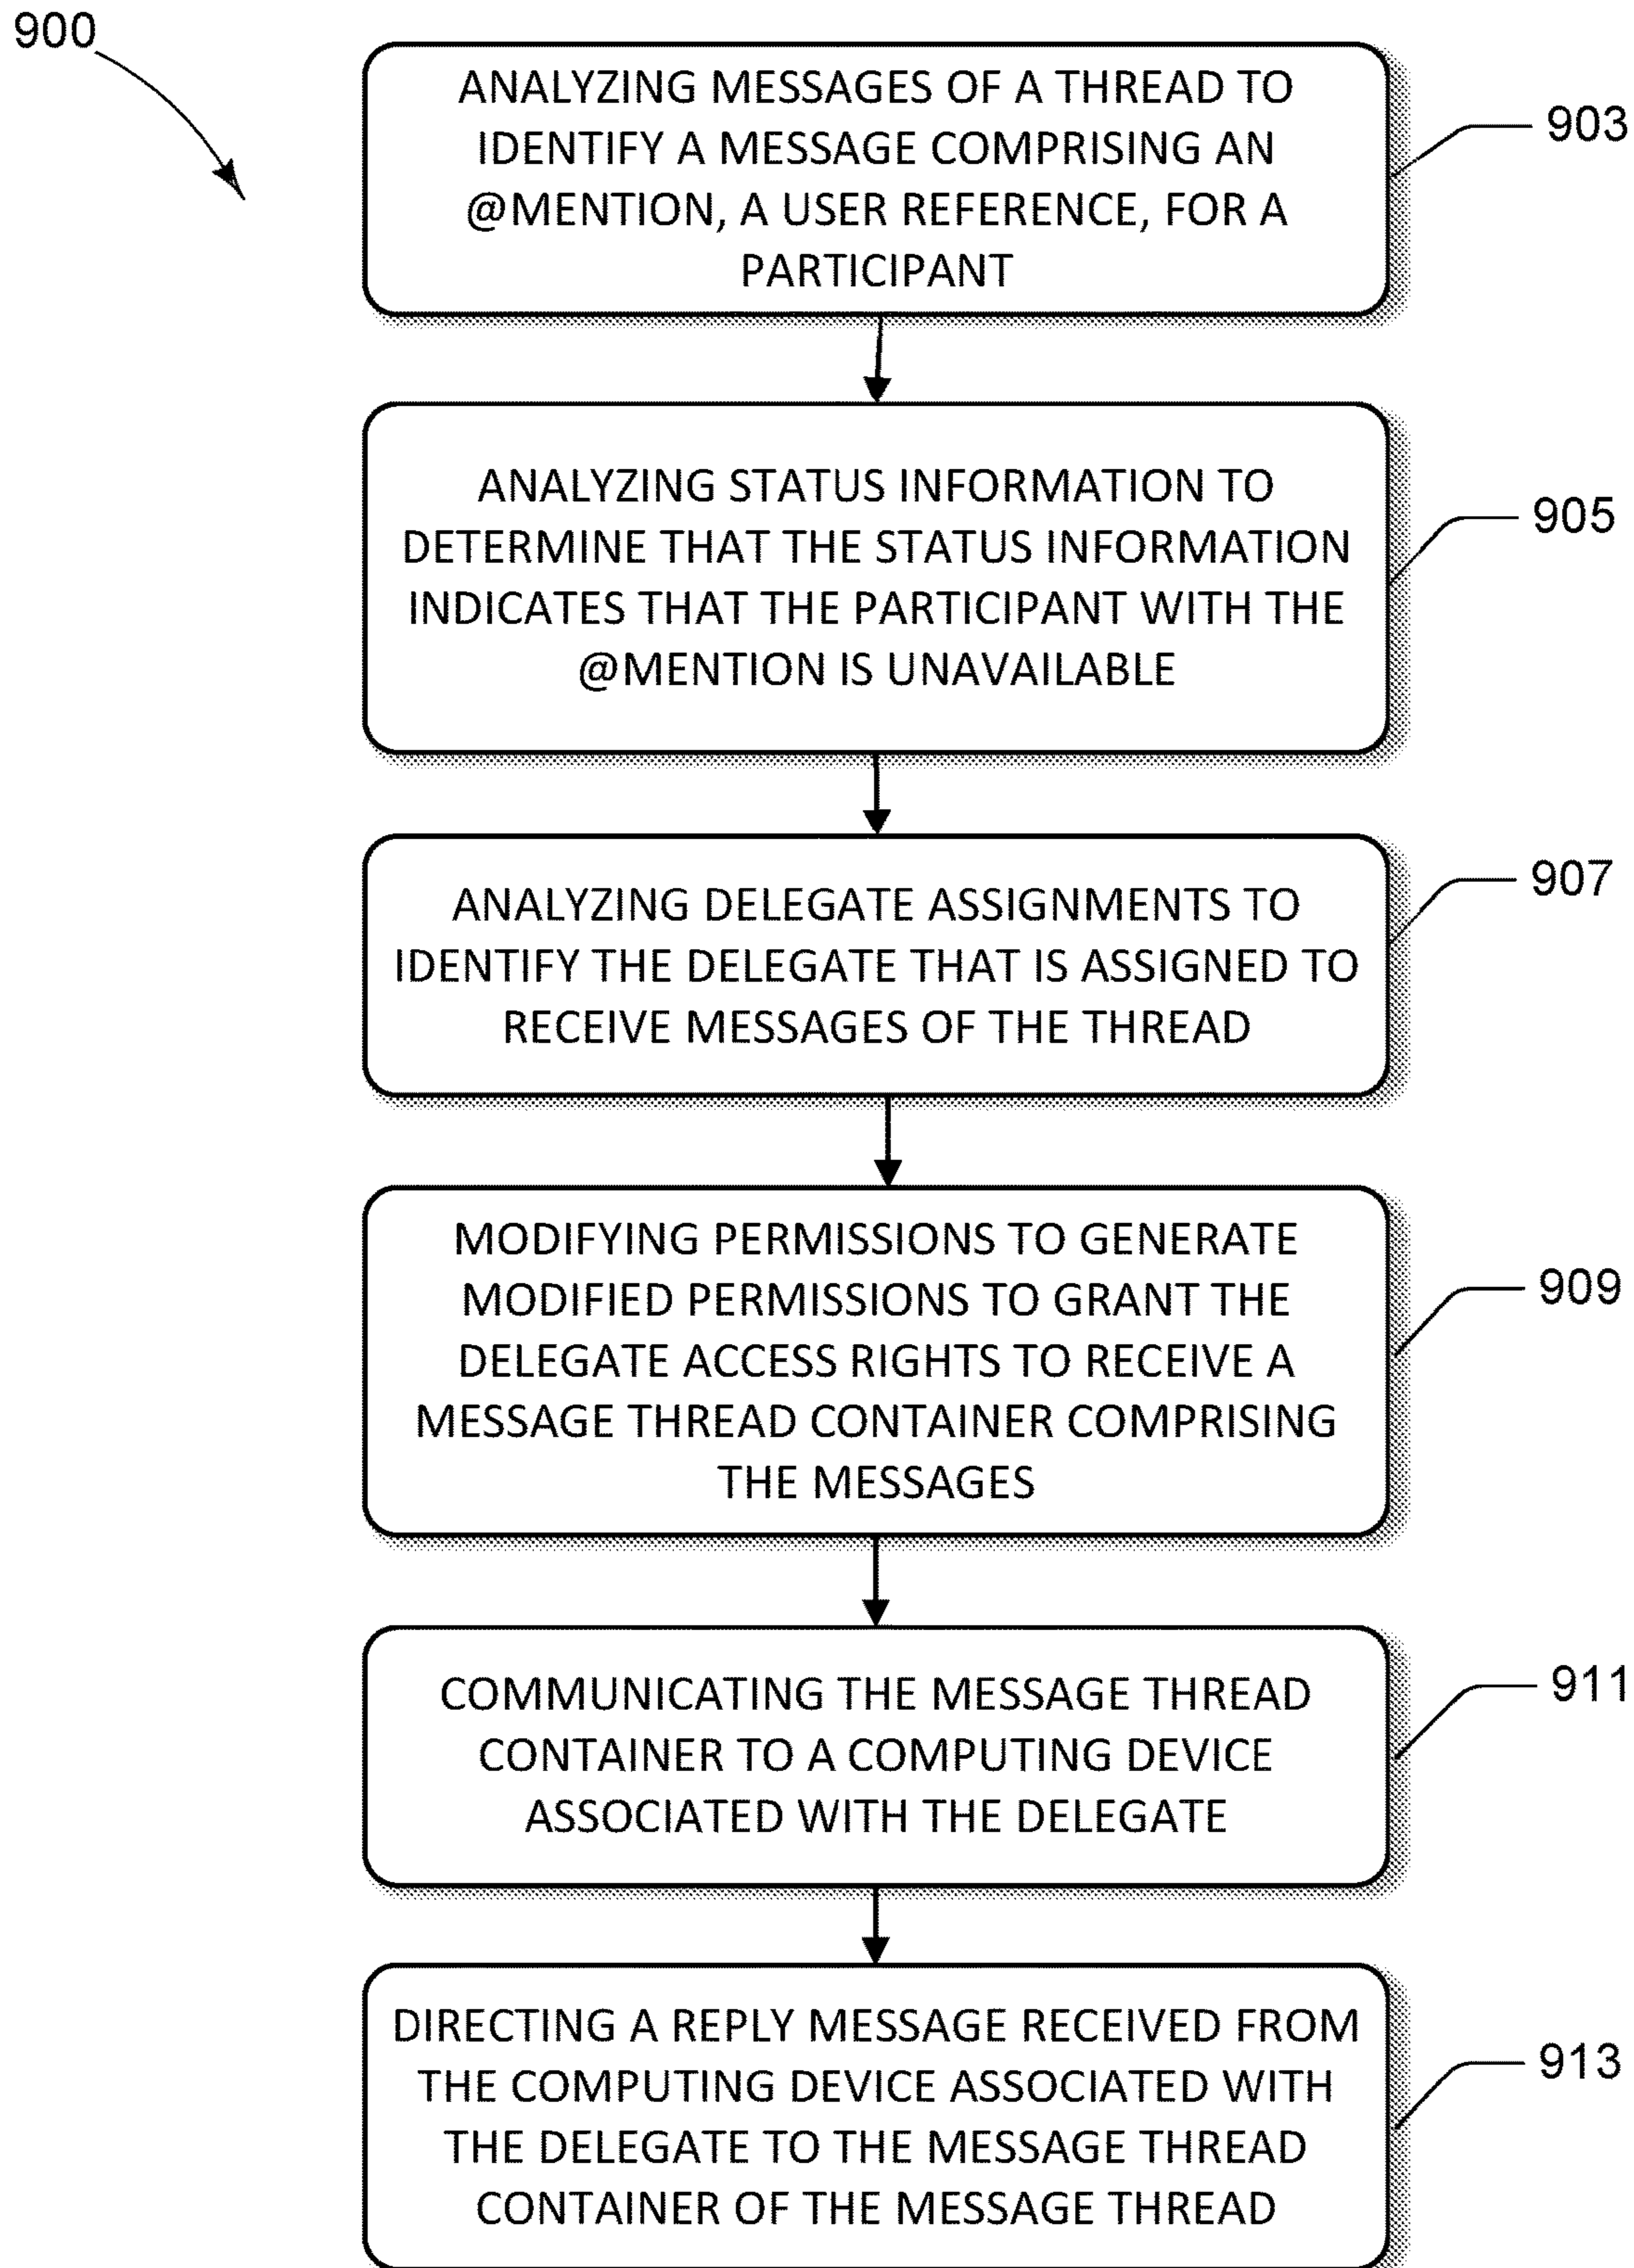 900
ANALYZING MESSAGES OF A THREAD TO
IDENTIFY A MESSAGE COMPRISING AN
@MENTION, A USER REFERENCE, FOR A
PARTICIPANT
903
ANALYZING STATUS INFORMATION TO
DETERMINE THAT THE STATUS INFORMATION
INDICATES THAT THE PARTICIPANT WITH THE
@MENTION IS UNAVAILABLE
905
ANALYZING DELEGATE ASSIGNMENTS TO
IDENTIFY THE DELEGATE THAT IS ASSIGNED TO
RECEIVE MESSAGES OF THE THREAD
907
MODIFYING PERMISSIONS TO GENERATE
MODIFIED PERMISSIONS TO GRANT THE
DELEGATE ACCESS RIGHTS TO RECEIVE A
MESSAGE THREAD CONTAINER COMPRISING
THE MESSAGES
909
COMMUNICATING THE MESSAGE THREAD
CONTAINER TO A COMPUTING DEVICE
ASSOCIATED WITH THE DELEGATE
911
DIRECTING A REPLY MESSAGE RECEIVED FROM
THE COMPUTING DEVICE ASSOCIATED WITH
THE DELEGATE TO THE MESSAGE THREAD
CONTAINER OF THE MESSAGE THREAD
913